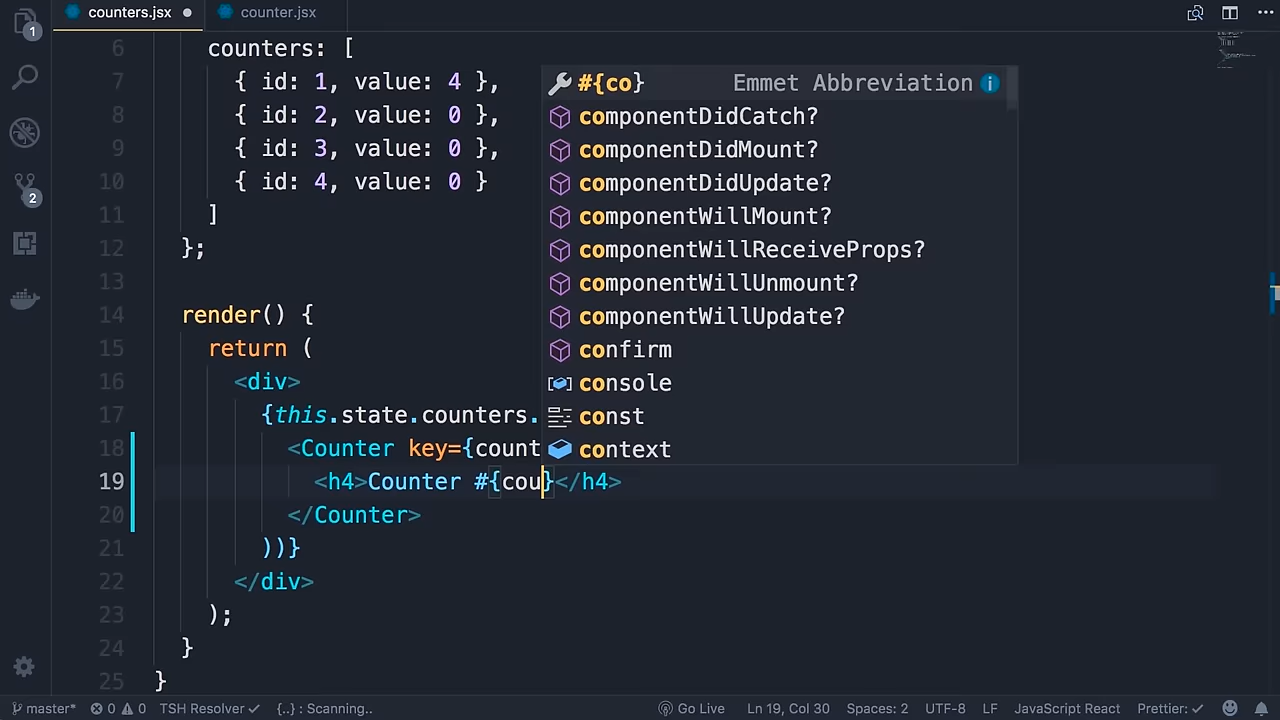 counters.jsx
counter.jsx
1
2
6 counters: [
7 { id: 1, value: 4 },
8 { id: 2, value: 0 },
9 { id: 3, value: 0 },
10 { id: 4, value: 0 }
11 ]
12 };
13
14 render() {
15 return (
16 <div>
17 {this.state.counters.
18 <Counter key={count
19 <h4>Counter #{cou}</h4>
20 </Counter>
21 ))}
22 </div>
23 );
24 }
25 }
#{co} Emmet Abbreviation
componentDidCatch?
componentDidMount?
componentDidUpdate?
componentWillMount?
componentWillReceiveProps?
componentWillUnmount?
componentWillUpdate?
confirm
console
const
context
master* 0 0 TSH Resolver {..} : Scanning.. Go Live Ln 19, Col 30 Spaces: 2 UTF-8 LF JavaScript React Prettier: